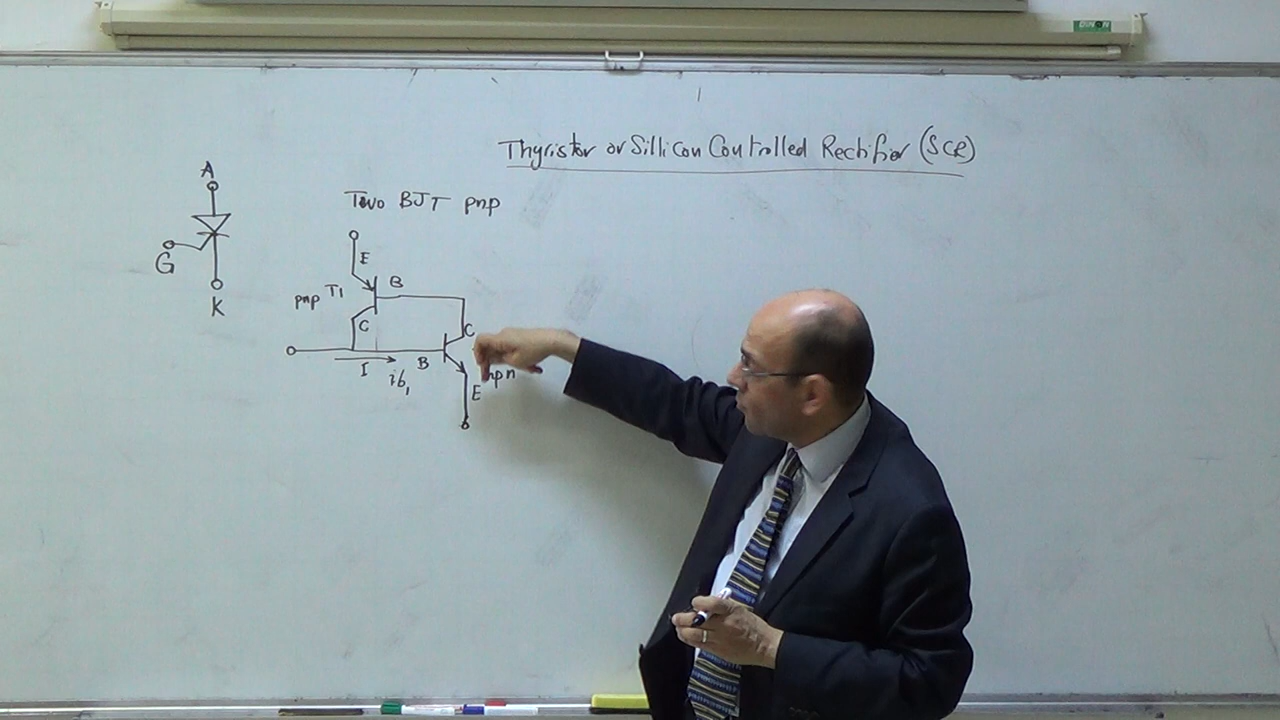 Thyristor or Sillicon Controlled Rectifier (SCR)
A
G
K
Two BJT pnp
E
pnp T1
B
C
C
B
I
ib1
npn
E